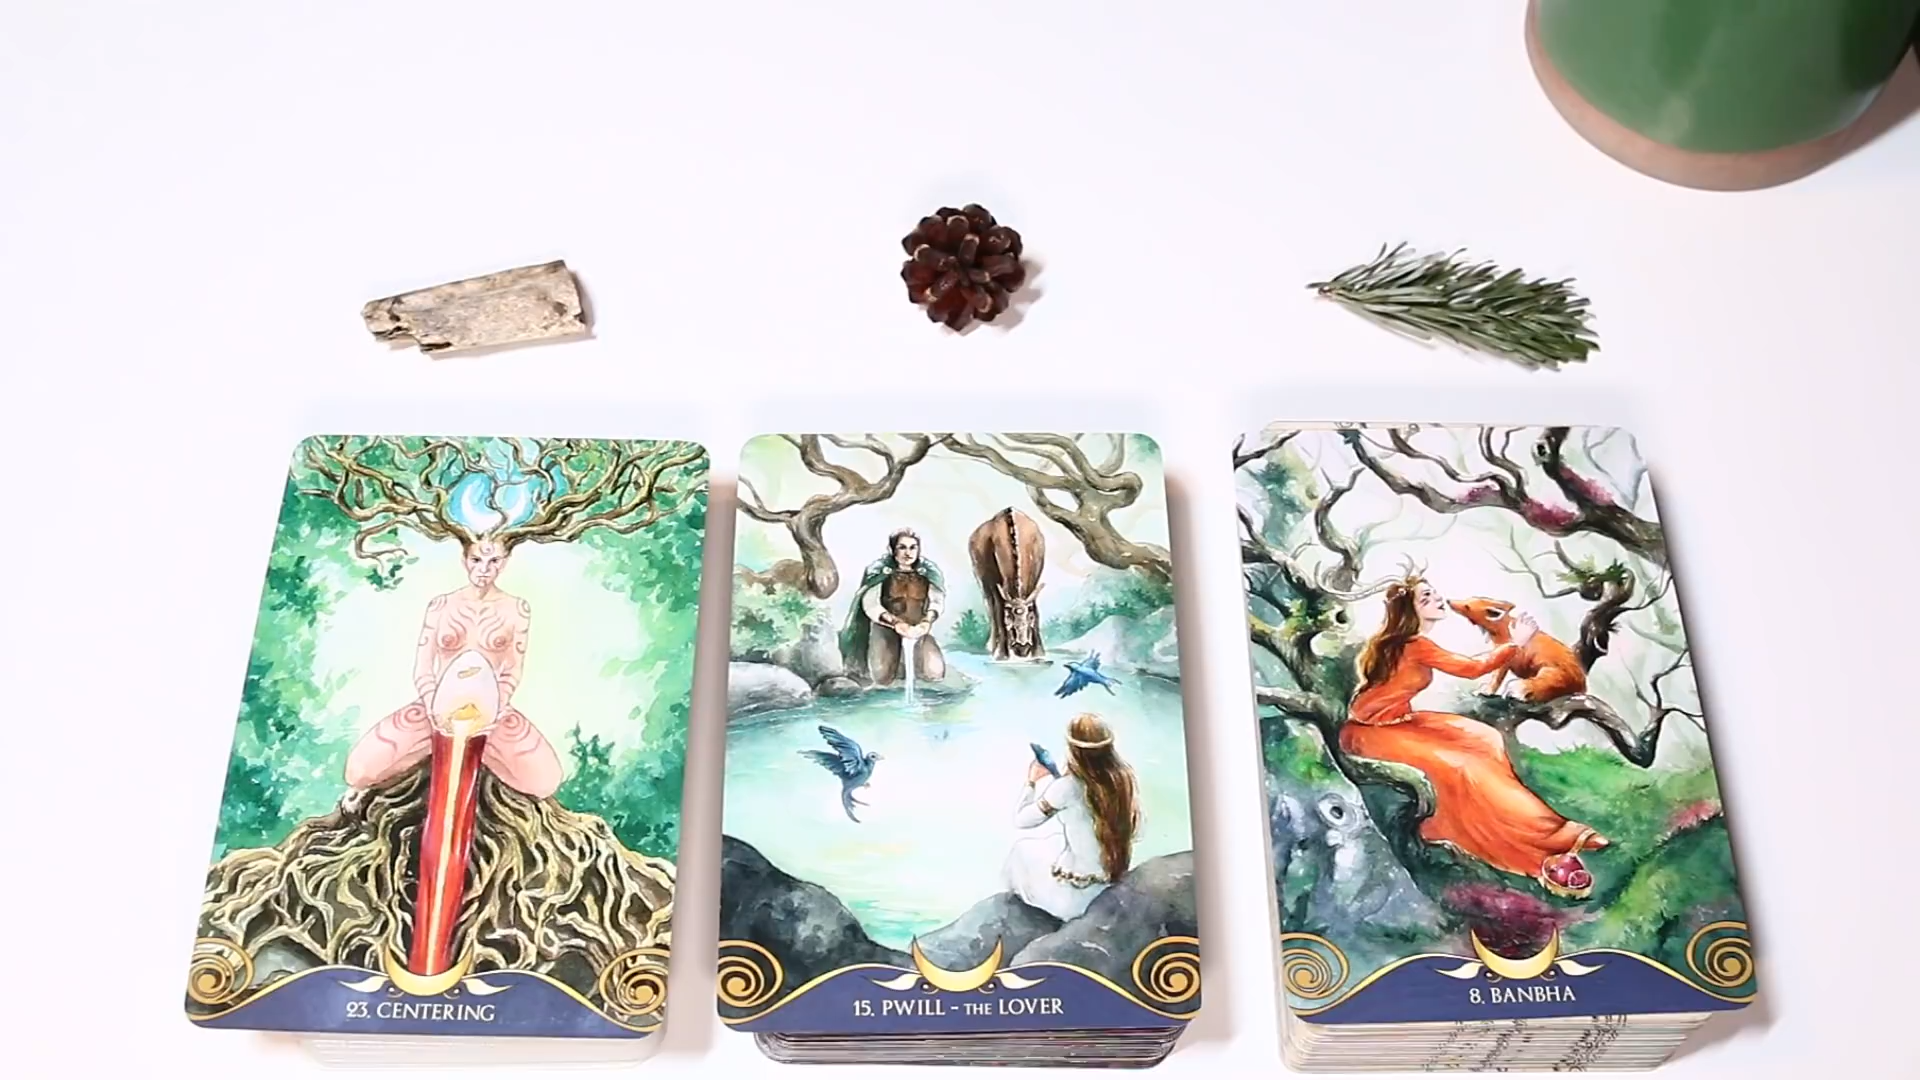 23. CENTERING
15. PWILL - THE LOVER
8. BANBHA